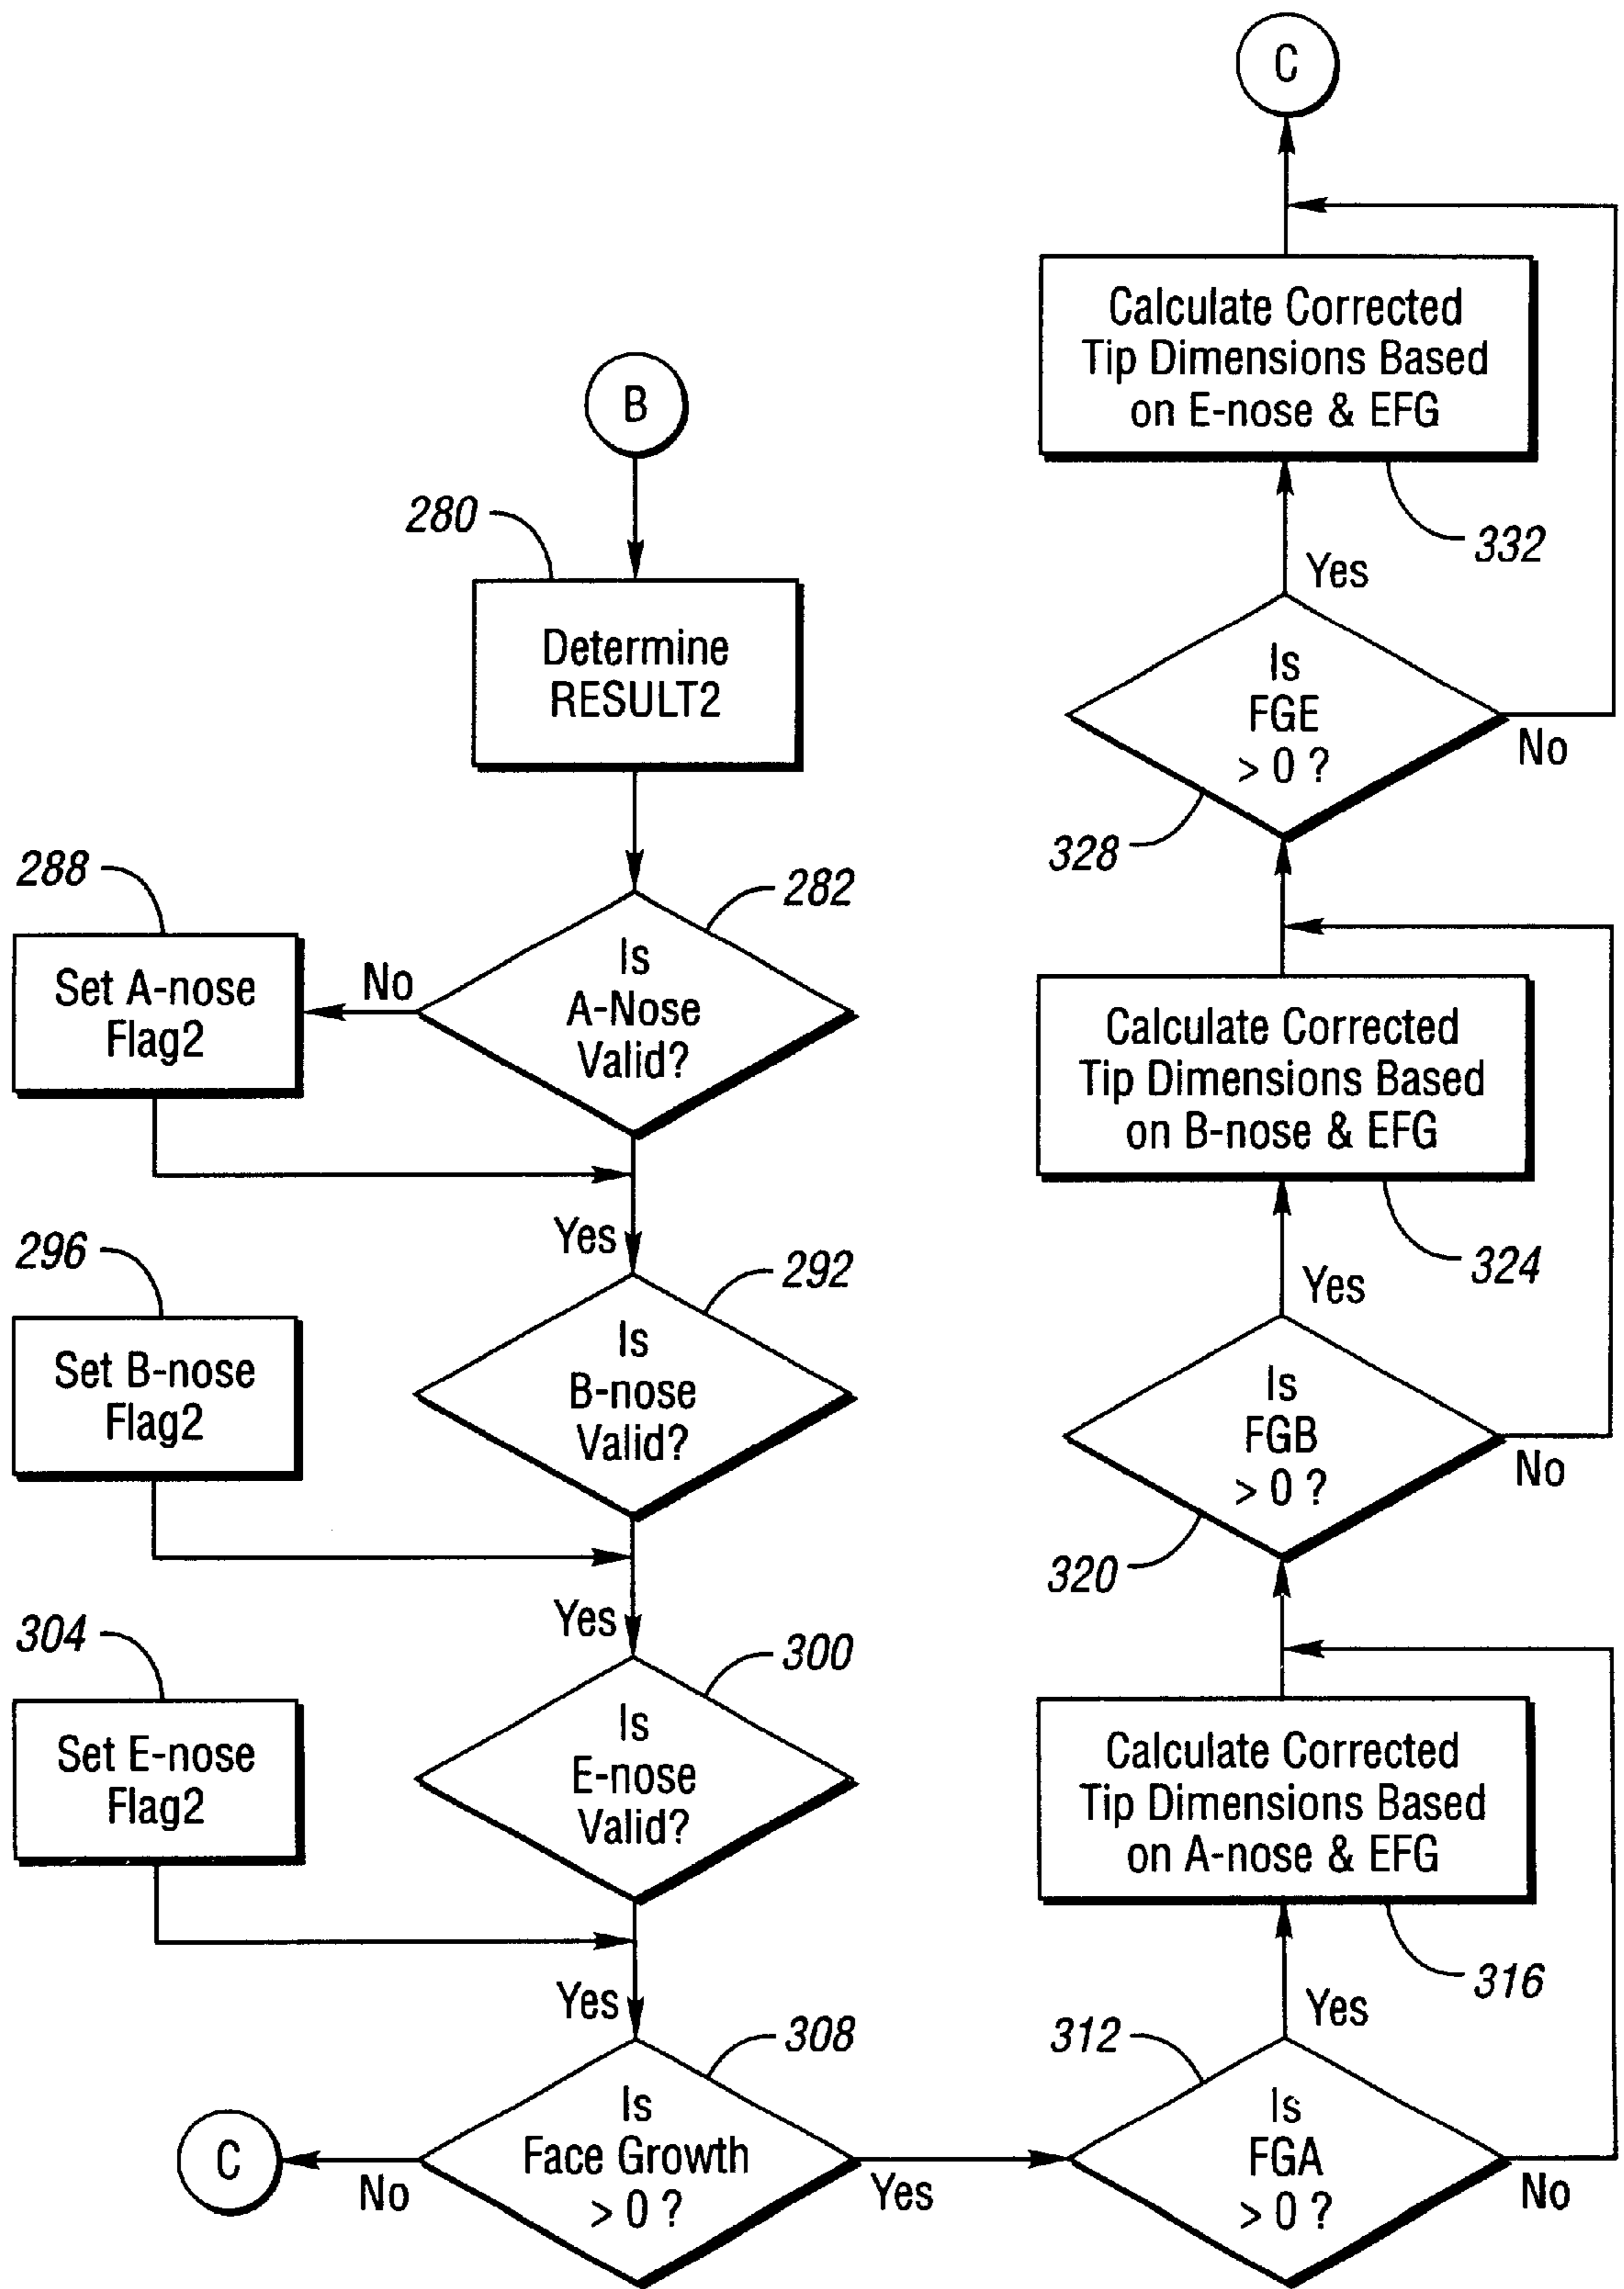 B
280
Determine
RESULT2
282
Is
A-Nose
Valid?
No
288
Set A-nose
Flag2
Yes
292
Is
B-nose
Valid?
296
Set B-nose
Flag2
Yes
300
Is
E-nose
Valid?
304
Set E-nose
Flag2
Yes
308
Is
Face Growth
> 0 ?
No
C
Yes
312
Is
FGA
> 0 ?
No
Yes
316
Calculate Corrected
Tip Dimensions Based
on A-nose & EFG
320
Is
FGB
> 0 ?
No
Yes
324
Calculate Corrected
Tip Dimensions Based
on B-nose & EFG
328
Is
FGE
> 0 ?
No
Yes
332
Calculate Corrected
Tip Dimensions Based
on E-nose & EFG
C